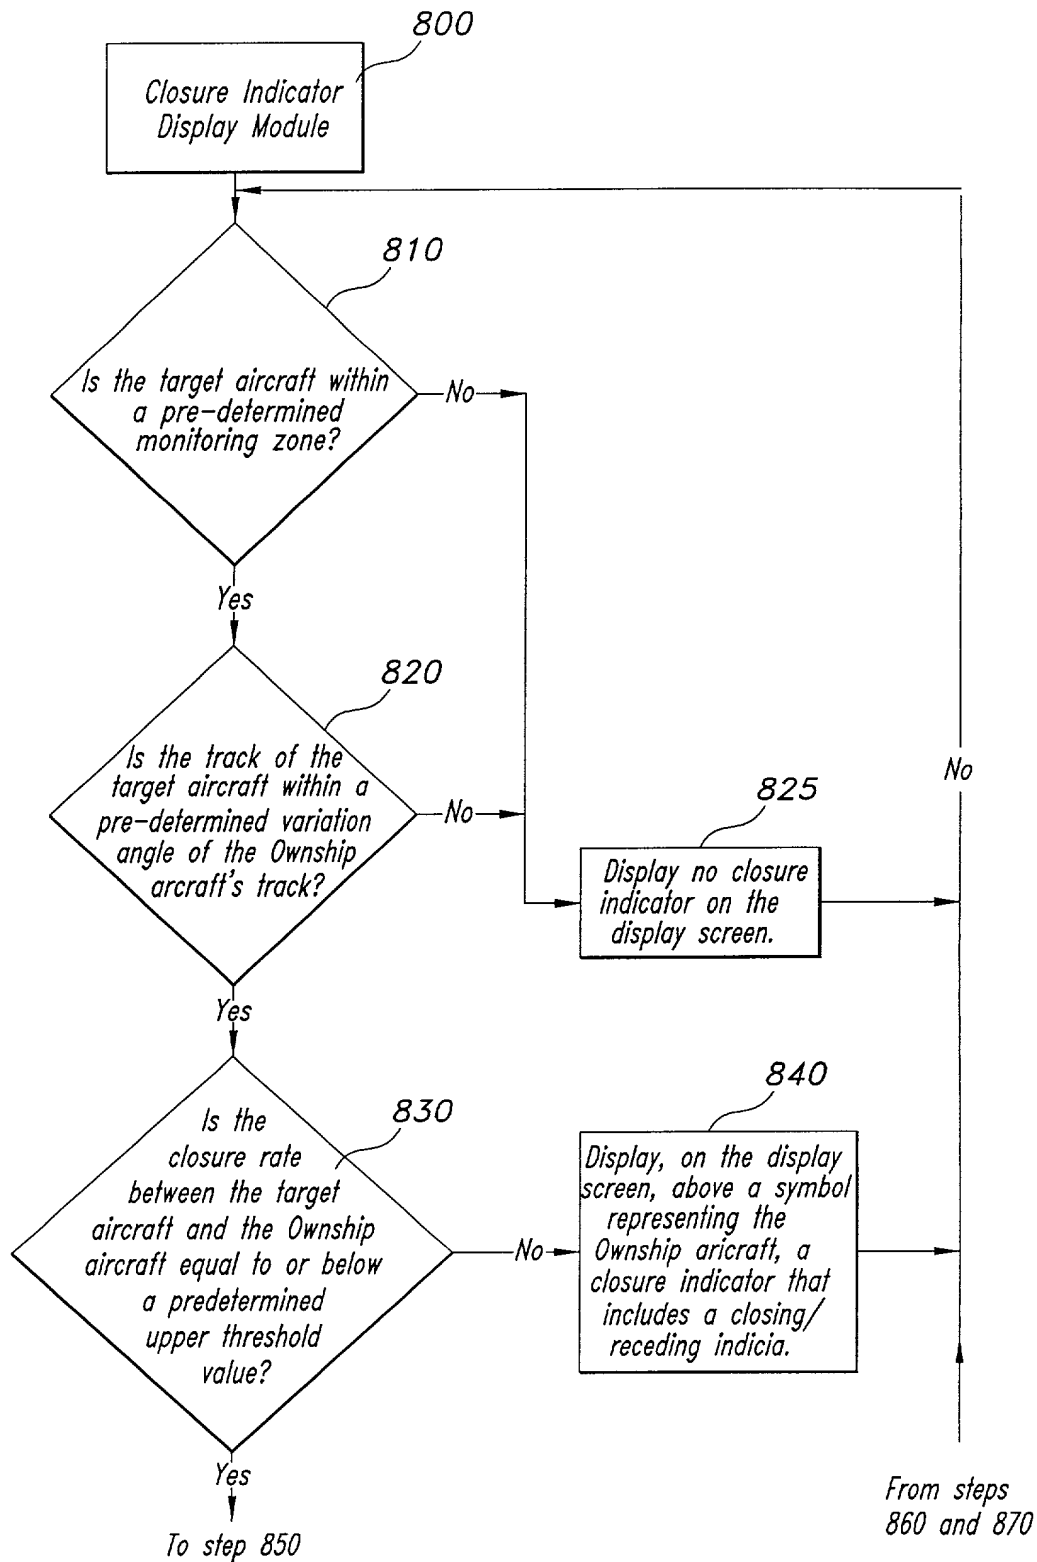 800
Closure Indicator
Display Module
810
Is the target aircraft within
a pre-determined
monitoring zone?
No
Yes
820
Is the track of the
target aircraft within a
pre-determined variation
angle of the Ownship
arcraft's track?
No
Yes
825
Display no closure
indicator on the
display screen.
No
830
Is the
closure rate
between the target
aircraft and the Ownship
aircraft equal to or below
a predetermined
upper threshold
value?
No
Yes
To step 850
840
Display, on the display
screen, above a symbol
representing the
Ownship aricraft, a
closure indicator that
includes a closing/
receding indicia.
From steps
860 and 870